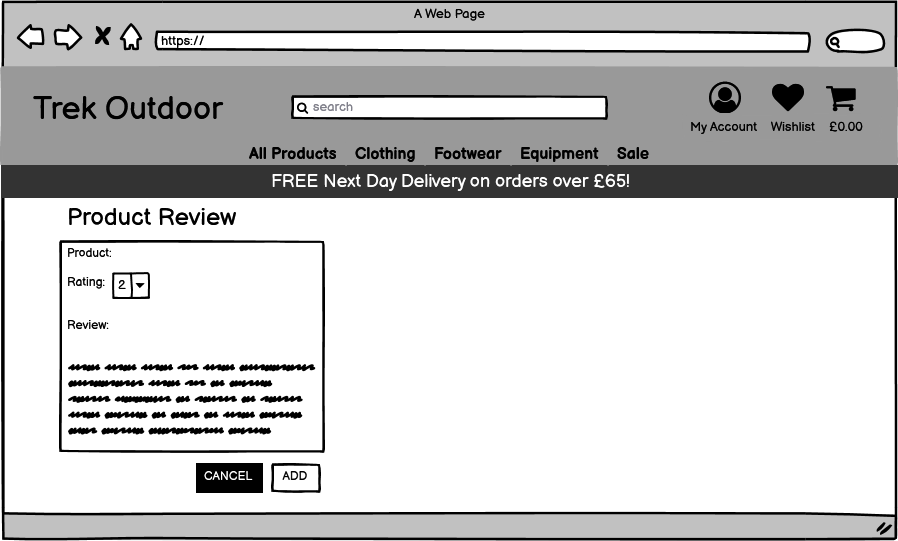 A Web Page
https://
Trek Outdoor
search
My Account
Wishlist
£0.00
All Products Clothing Footwear Equipment Sale
FREE Next Day Delivery on orders over £65!
Product Review
Product:
Rating: 2
Review:
CANCEL
ADD